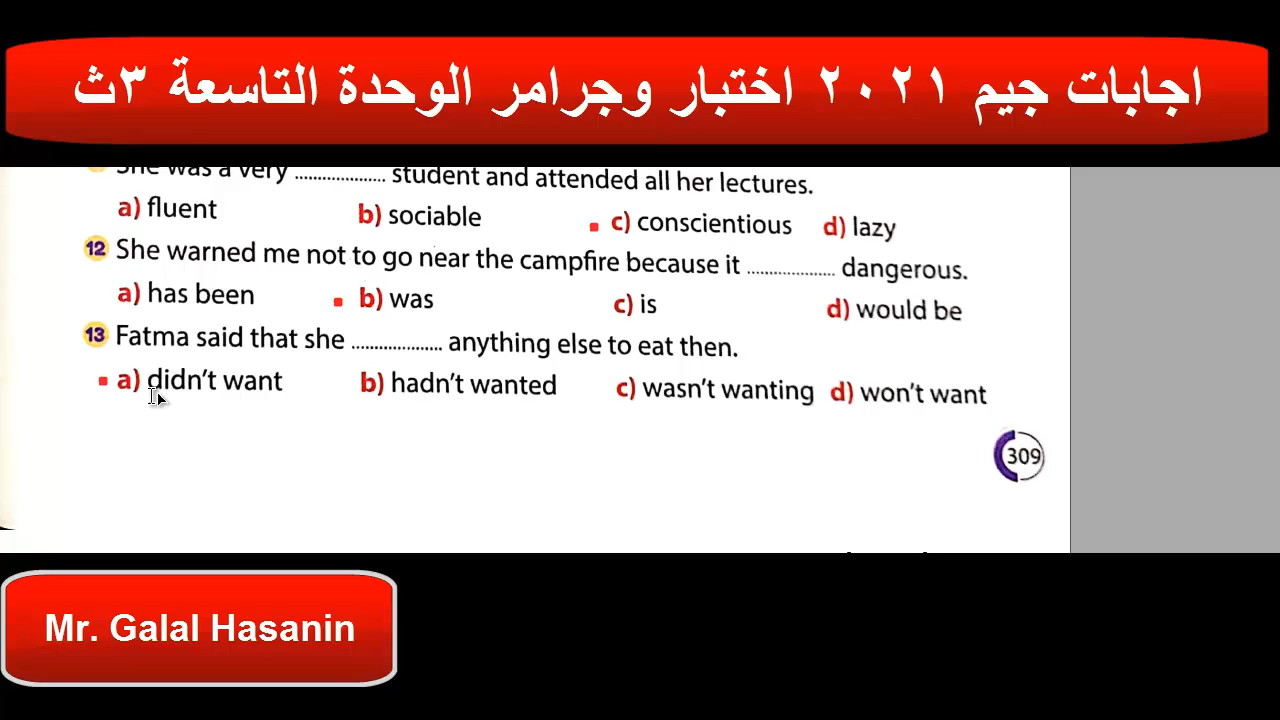 اجابات جيم ٢٠٢١ اختبار وجرامر الوحدة التاسعة ٣ث
She was a very .................... student and attended all her lectures.
a) fluent b) sociable c) conscientious d) lazy
12 She warned me not to go near the campfire because it .................... dangerous.
a) has been b) was c) is d) would be
13 Fatma said that she .................... anything else to eat then.
a) didn't want b) hadn't wanted c) wasn't wanting d) won't want
309
Mr. Galal Hasanin